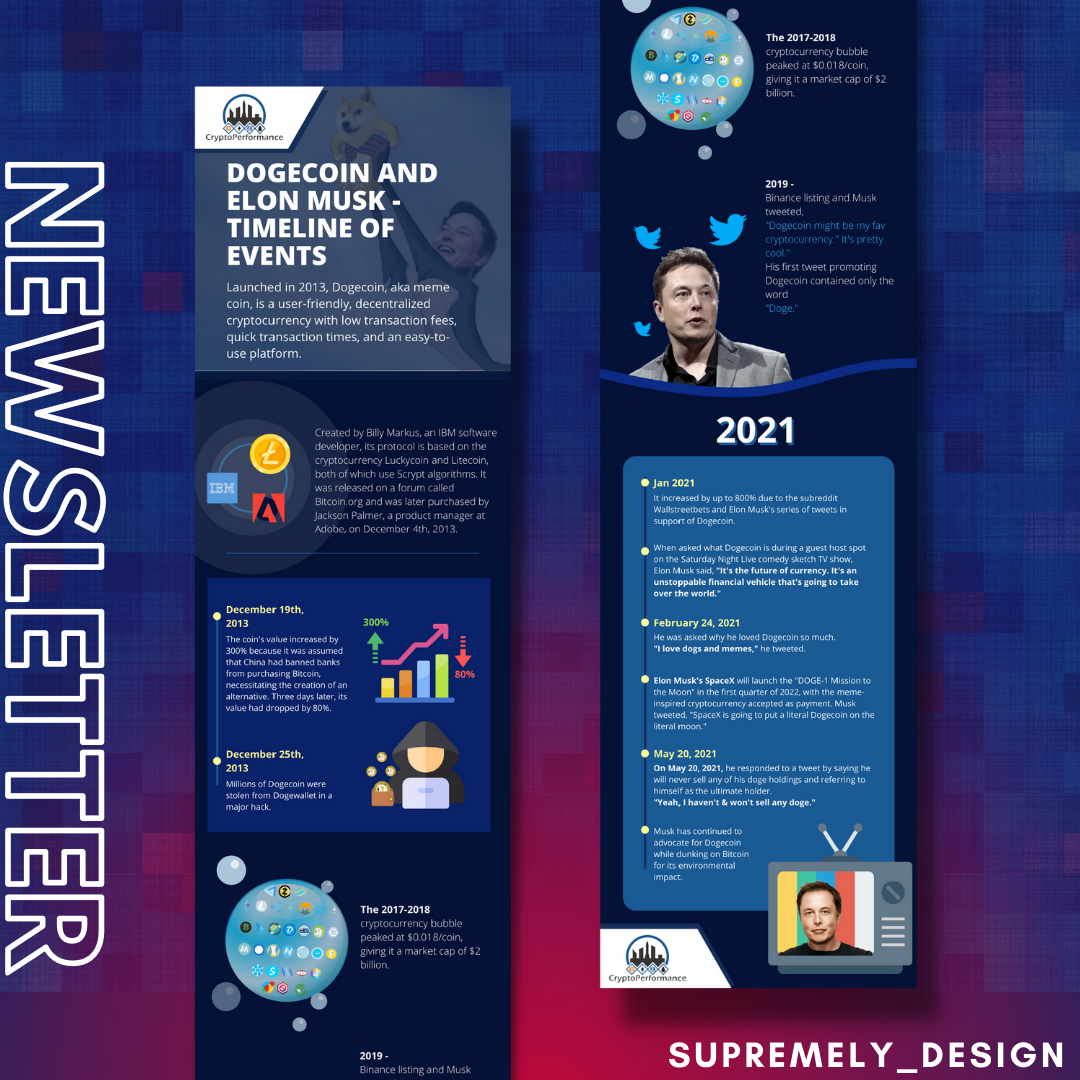 NEWSLETTER
CryptoPerformance
DOGECOIN AND
ELON MUSK -
TIMELINE OF
EVENTS
Launched in 2013, Dogecoin, aka meme
coin, is a user-friendly, decentralized
cryptocurrency with low transaction fees,
quick transaction times, and an easy-to-
use platform.
IBM
Created by Billy Markus, an IBM software
developer, its protocol is based on the
cryptocurrency Luckycoin and Litecoin,
both of which use Scrypt algorithms. It
was released on a forum called
Bitcoin.org and was later purchased by
Jackson Palmer, a product manager at
Adobe, on December 4th, 2013.
December 19th,
2013
The coin's value increased by
300% because it was assumed
that China had banned banks
from purchasing Bitcoin,
necessitating the creation of an
alternative. Three days later, its
value had dropped by 80%.
300%
80%
December 25th,
2013
Millions of Dogecoin were
stolen from Dogewallet in a
major hack.
The 2017-2018
cryptocurrency bubble
peaked at $0.018/coin,
giving it a market cap of $2
billion.
2019 -
Binance listing and Musk
The 2017-2018
cryptocurrency bubble
peaked at $0.018/coin,
giving it a market cap of $2
billion.
2019 -
Binance listing and Musk
tweeted,
"Dogecoin might be my fav
cryptocurrency." It's pretty
cool."
His first tweet promoting
Dogecoin contained only the
word
"Doge."
2021
Jan 2021
It increased by up to 800% due to the subreddit
Wallstreetbets and Elon Musk's series of tweets in
support of Dogecoin.
When asked what Dogecoin is during a guest host spot
on the Saturday Night Live comedy sketch TV show,
Elon Musk said, "It's the future of currency. It's an
unstoppable financial vehicle that's going to take
over the world."
February 24, 2021
He was asked why he loved Dogecoin so much.
"I love dogs and memes," he tweeted.
Elon Musk's SpaceX will launch the "DOGE-1 Mission to
the Moon" in the first quarter of 2022, with the meme-
inspired cryptocurrency accepted as payment. Musk
tweeted, "SpaceX is going to put a literal Dogecoin on the
literal moon."
May 20, 2021
On May 20, 2021, he responded to a tweet by saying he
will never sell any of his doge holdings and referring to
himself as the ultimate holder.
"Yeah, I haven't & won't sell any doge."
Musk has continued to
advocate for Dogecoin
while dunking on Bitcoin
for its environmental
impact.
CryptoPerformance
SUPREMELY_DESIGN